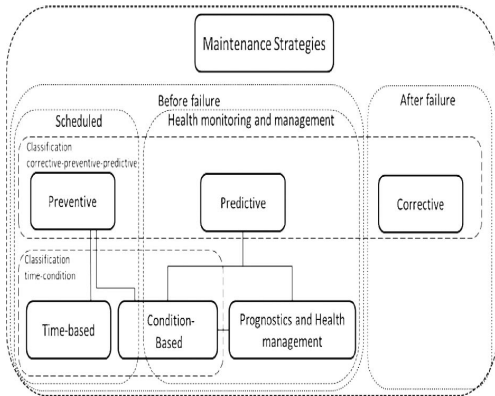 Maintenance Strategies
Before failure
After failure
Scheduled
Health monitoring and management
Classification
corrective-preventive-predictive
Preventive
Predictive
Corrective
Classification
time-condition
Time-based
Condition-
Based
Prognostics and Health
management